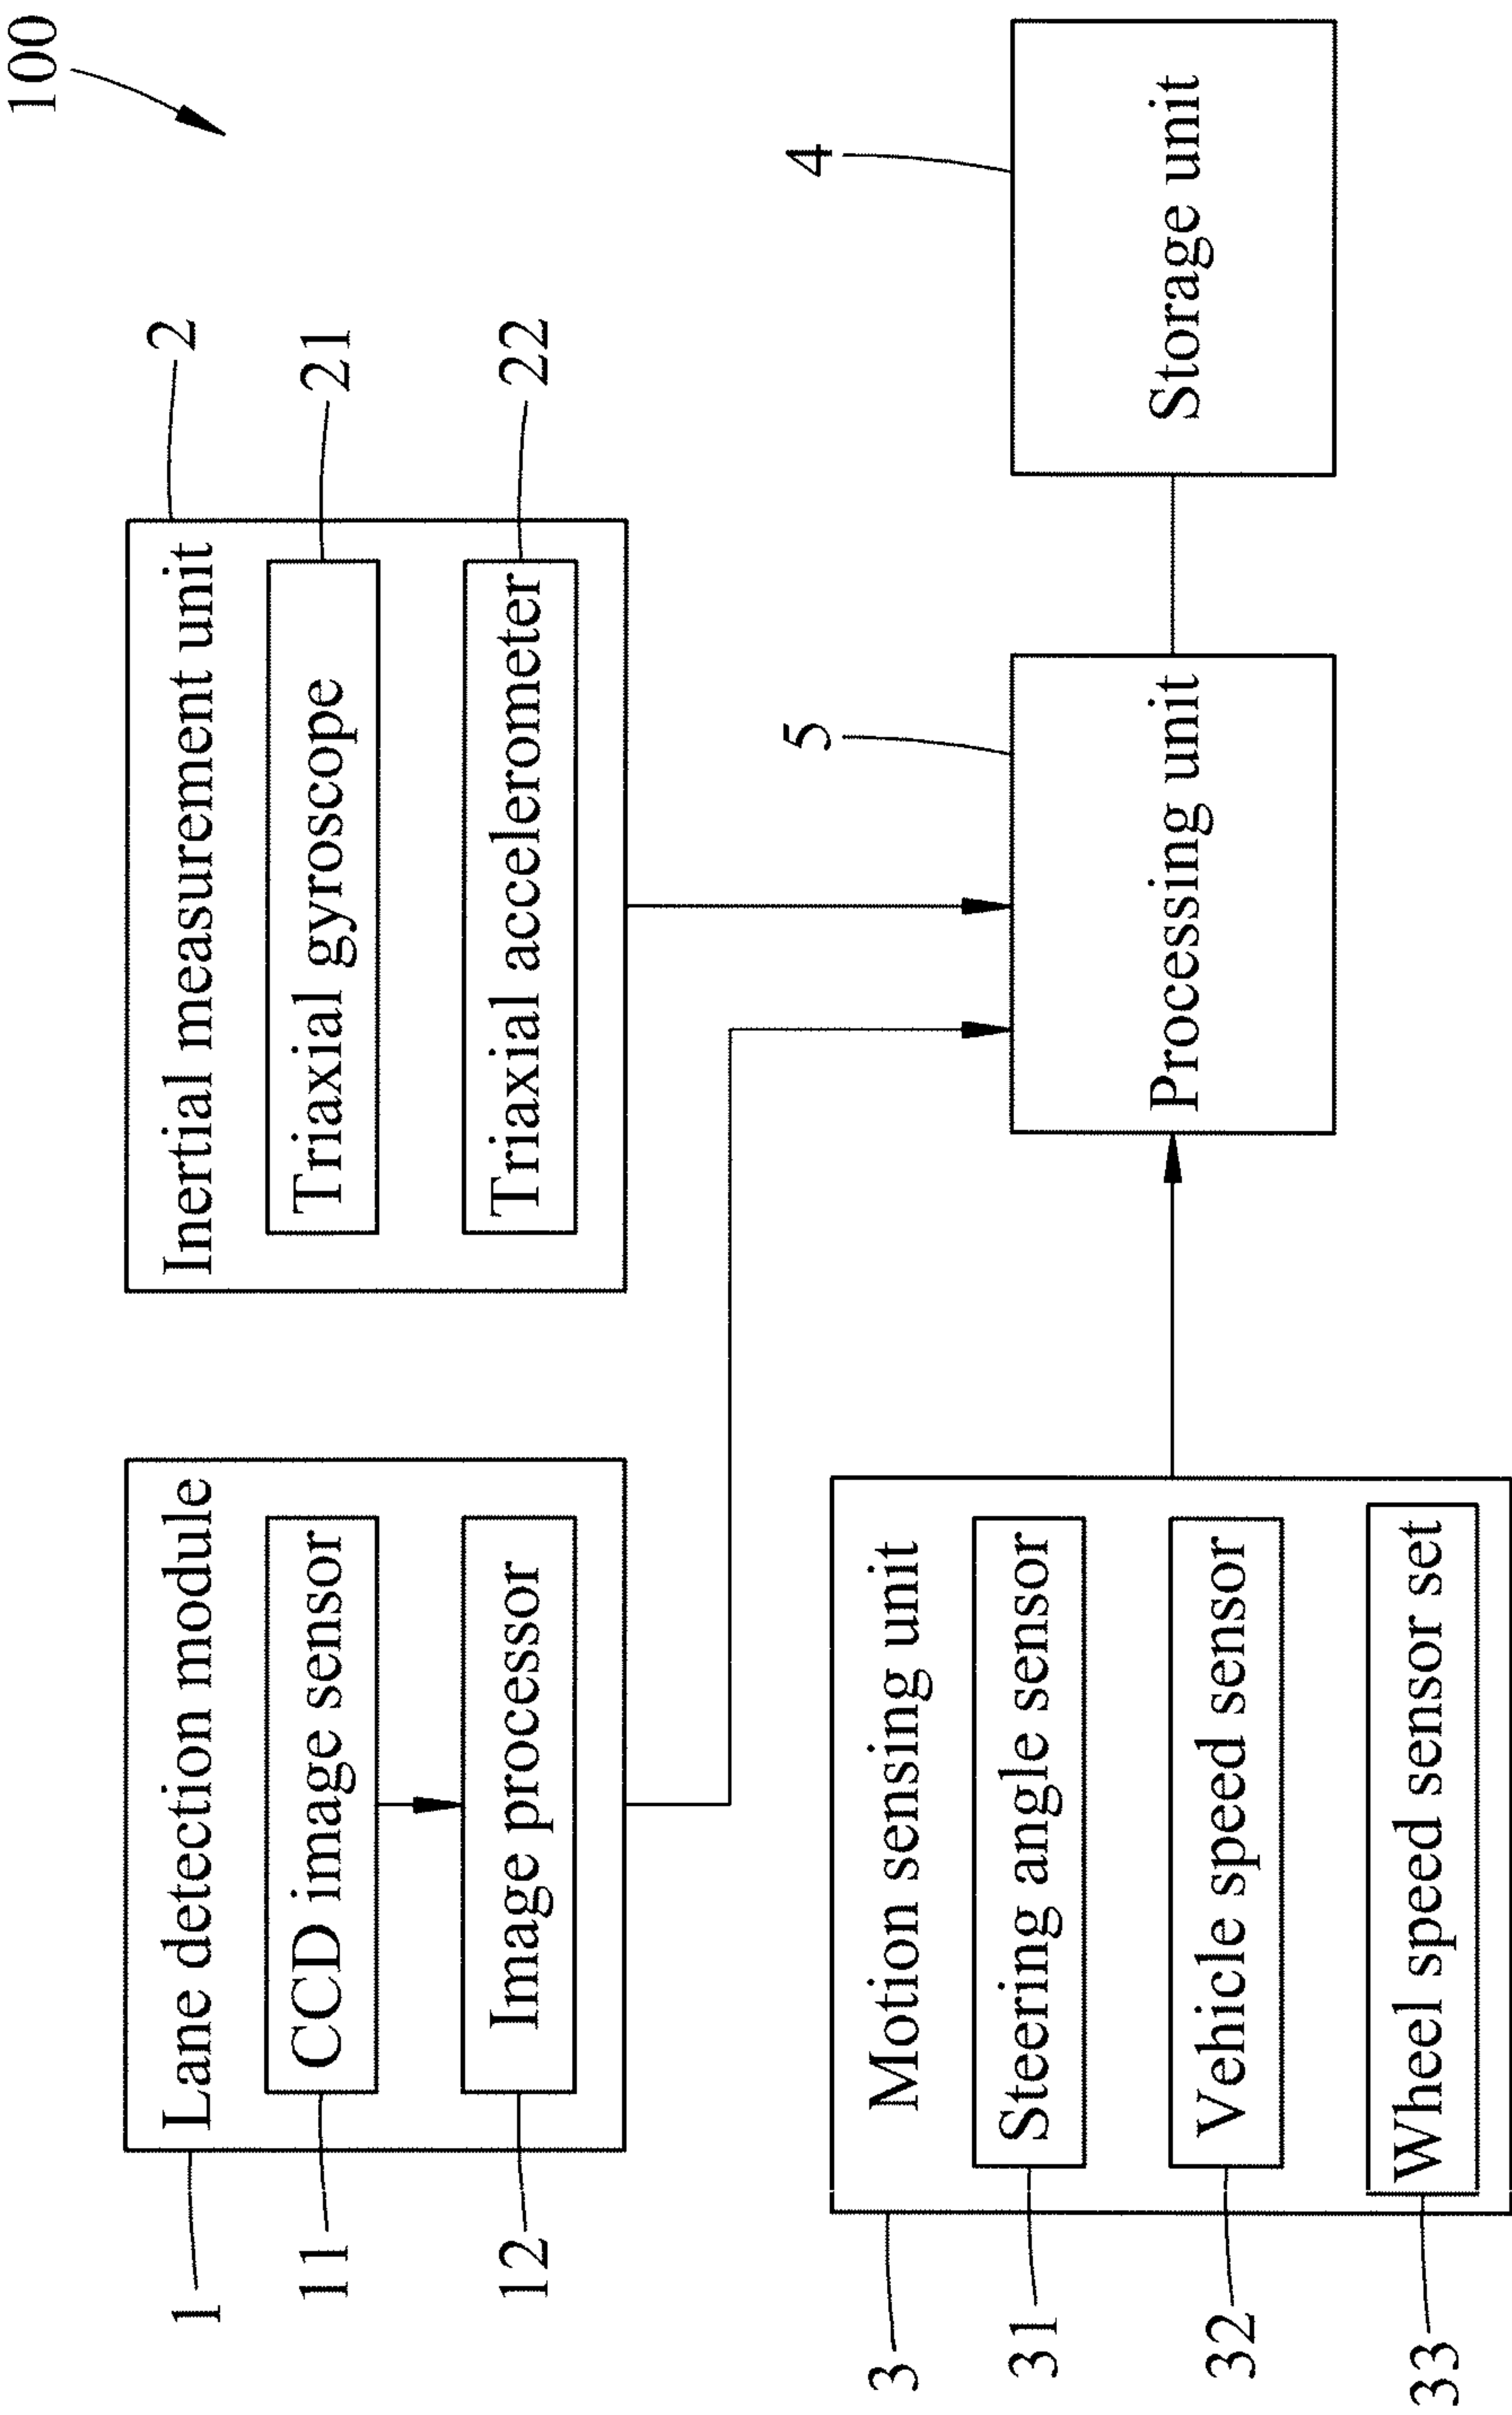 100
1
Lane detection module
11
CCD image sensor
12
Image processor
2
Inertial measurement unit
21
Triaxial gyroscope
22
Triaxial accelerometer
3
Motion sensing unit
31
Steering angle sensor
32
Vehicle speed sensor
33
Wheel speed sensor set
5
Processing unit
4
Storage unit